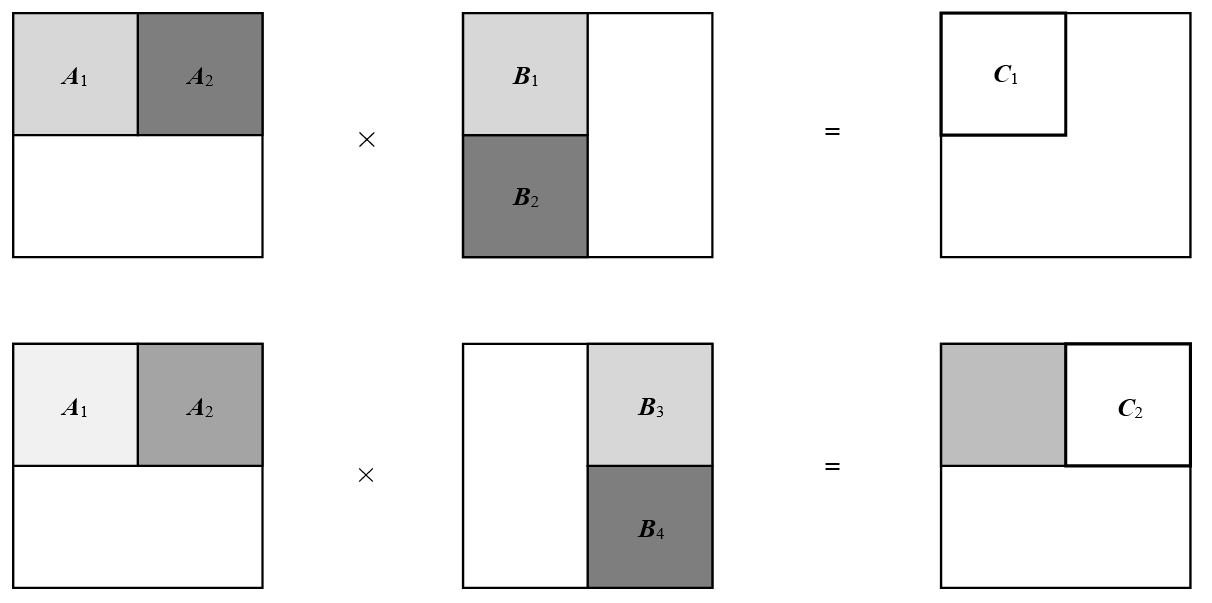 A₁ A₂ × B₁ = C₁
B₂
A₁ A₂ × B₃ = C₂
B₄